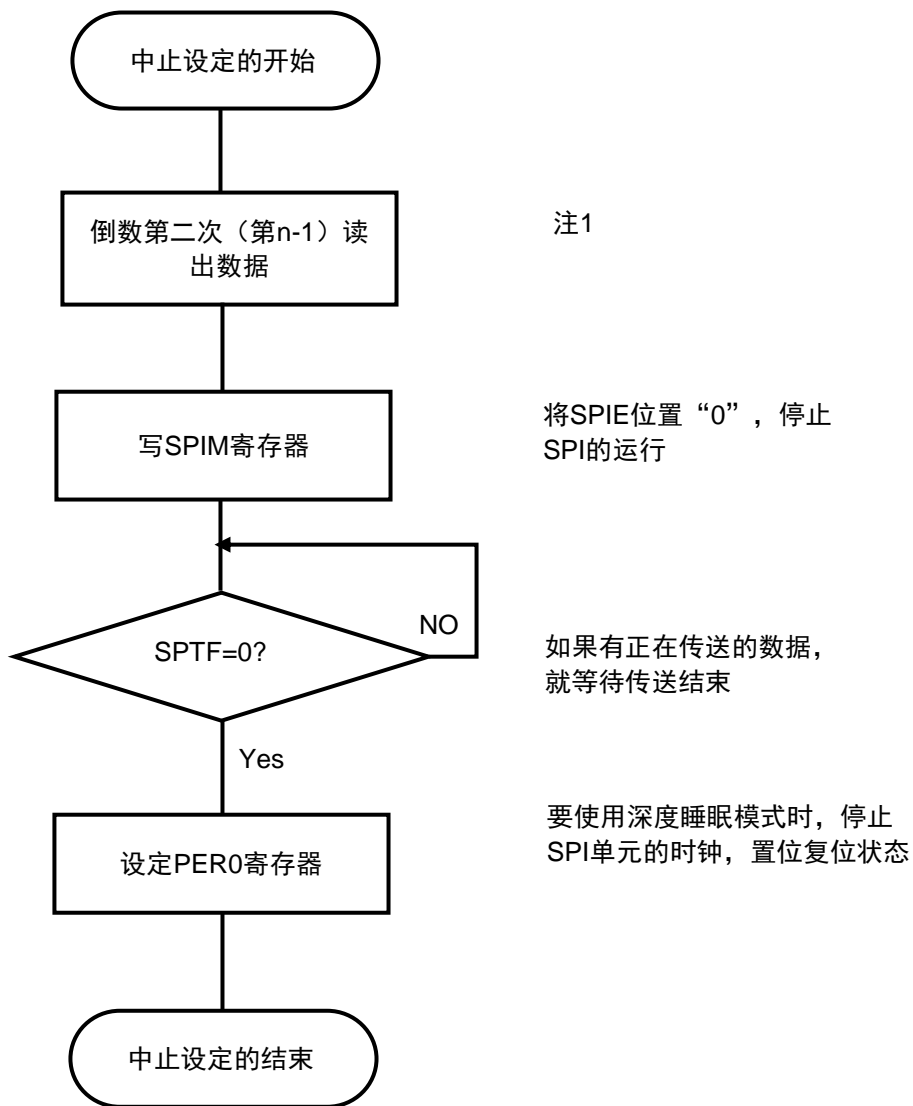 中止设定的开始
倒数第二次（第n-1）读
出数据
注1
写SPIM寄存器
将SPIE位置“0”，停止
SPI的运行
SPTF=0?
NO
如果有正在传送的数据，
就等待传送结束
Yes
设定PER0寄存器
要使用深度睡眠模式时，停止
SPI单元的时钟，置位复位状态
中止设定的结束